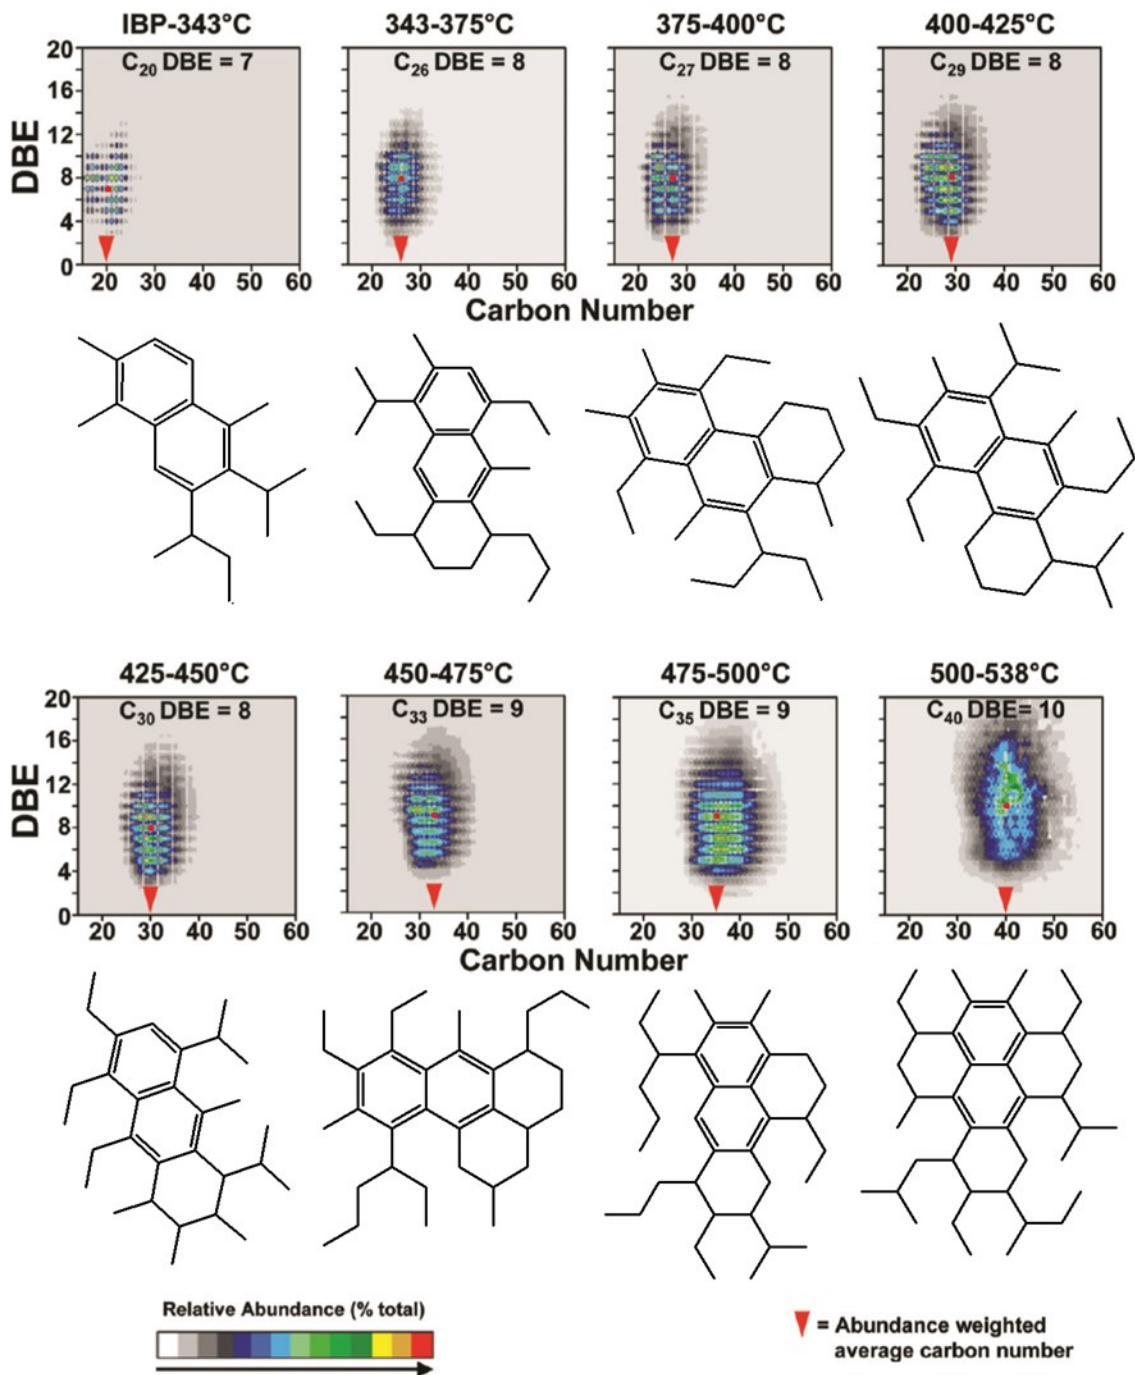 IBP-343°C 343-375°C 375-400°C 400-425°C
C20 DBE = 7 C26 DBE = 8 C27 DBE = 8 C29 DBE = 8
DBE
20
16
12
8
4
0
20 30 40 50 60 20 30 40 50 60 20 30 40 50 60 20 30 40 50 60
Carbon Number
425-450°C 450-475°C 475-500°C 500-538°C
C30 DBE = 8 C33 DBE = 9 C35 DBE = 9 C40 DBE= 10
DBE
20
16
12
8
4
0
20 30 40 50 60 20 30 40 50 60 20 30 40 50 60 20 30 40 50 60
Carbon Number
Relative Abundance (% total)
= Abundance weighted
average carbon number